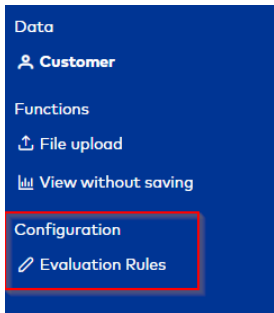 Data
Customer
Functions
File upload
View without saving
Configuration
Evaluation Rules